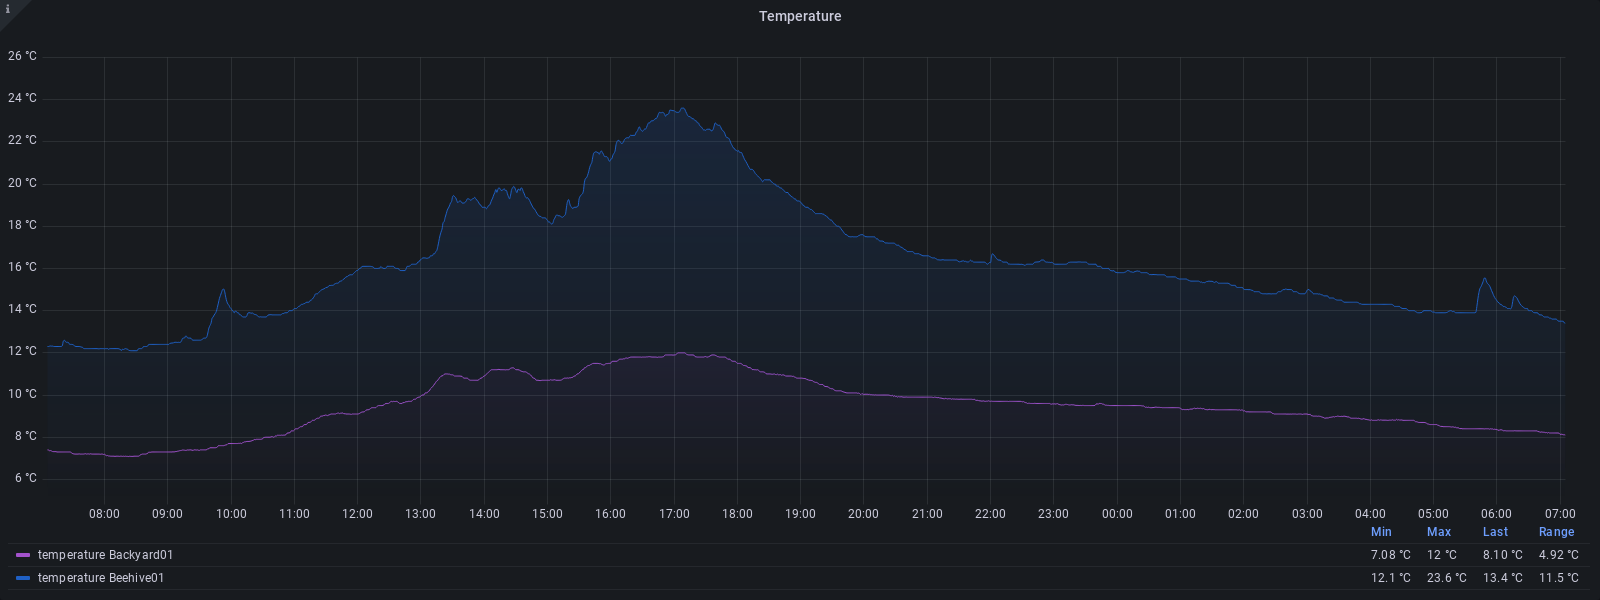 i
Temperature
26 °C
24 °C
22 °C
20 °C
18 °C
16 °C
14 °C
12 °C
10 °C
8 °C
6 °C
08:00 09:00 10:00 11:00 12:00 13:00 14:00 15:00 16:00 17:00 18:00 19:00 20:00 21:00 22:00 23:00 00:00 01:00 02:00 03:00 04:00 05:00 06:00 07:00
Min Max Last Range
temperature Backyard01 7.08 °C 12 °C 8.10 °C 4.92 °C
temperature Beehive01 12.1 °C 23.6 °C 13.4 °C 11.5 °C